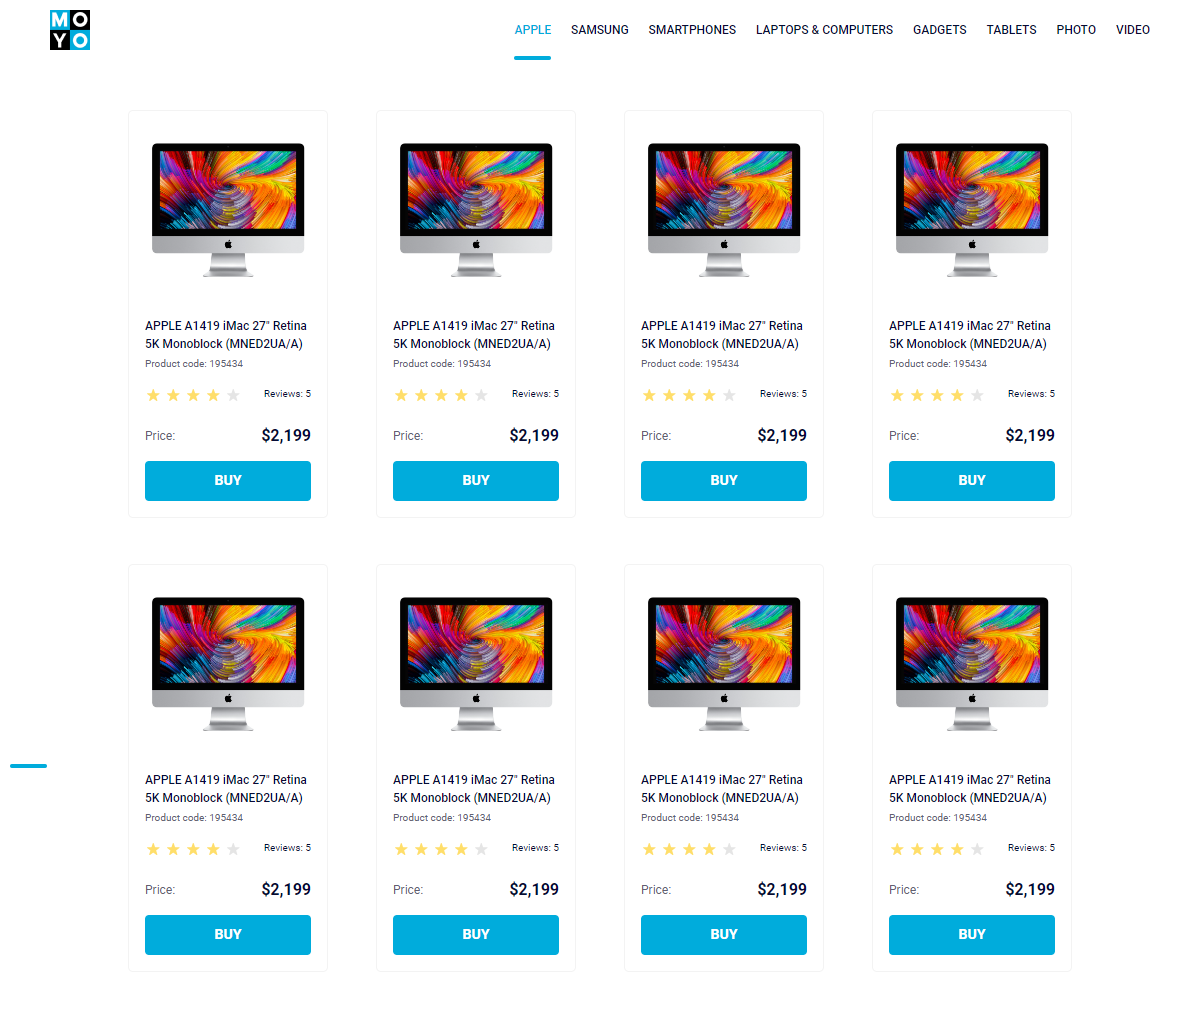 MO
YO
APPLE SAMSUNG SMARTPHONES LAPTOPS & COMPUTERS GADGETS TABLETS PHOTO VIDEO
APPLE A1419 iMac 27" Retina
5K Monoblock (MNED2UA/A)
Product code: 195434
Reviews: 5
Price: $2,199
BUY
APPLE A1419 iMac 27" Retina
5K Monoblock (MNED2UA/A)
Product code: 195434
Reviews: 5
Price: $2,199
BUY
APPLE A1419 iMac 27" Retina
5K Monoblock (MNED2UA/A)
Product code: 195434
Reviews: 5
Price: $2,199
BUY
APPLE A1419 iMac 27" Retina
5K Monoblock (MNED2UA/A)
Product code: 195434
Reviews: 5
Price: $2,199
BUY
APPLE A1419 iMac 27" Retina
5K Monoblock (MNED2UA/A)
Product code: 195434
Reviews: 5
Price: $2,199
BUY
APPLE A1419 iMac 27" Retina
5K Monoblock (MNED2UA/A)
Product code: 195434
Reviews: 5
Price: $2,199
BUY
APPLE A1419 iMac 27" Retina
5K Monoblock (MNED2UA/A)
Product code: 195434
Reviews: 5
Price: $2,199
BUY
APPLE A1419 iMac 27" Retina
5K Monoblock (MNED2UA/A)
Product code: 195434
Reviews: 5
Price: $2,199
BUY